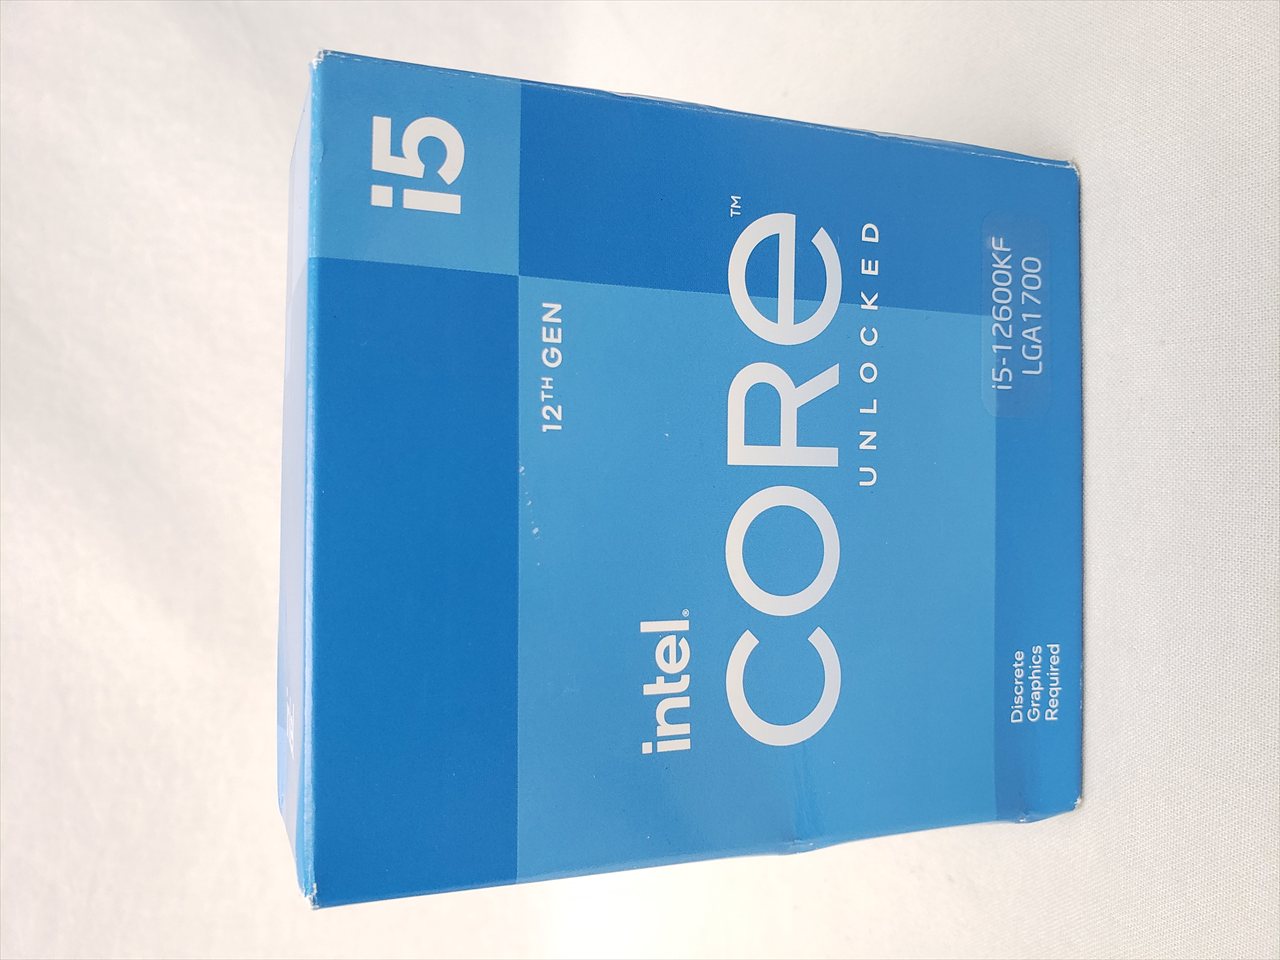 i5
12TH GEN
intel®
CORE™
UNLOCKED
i5-12600KF
LGA1700
Discrete
Graphics
Required